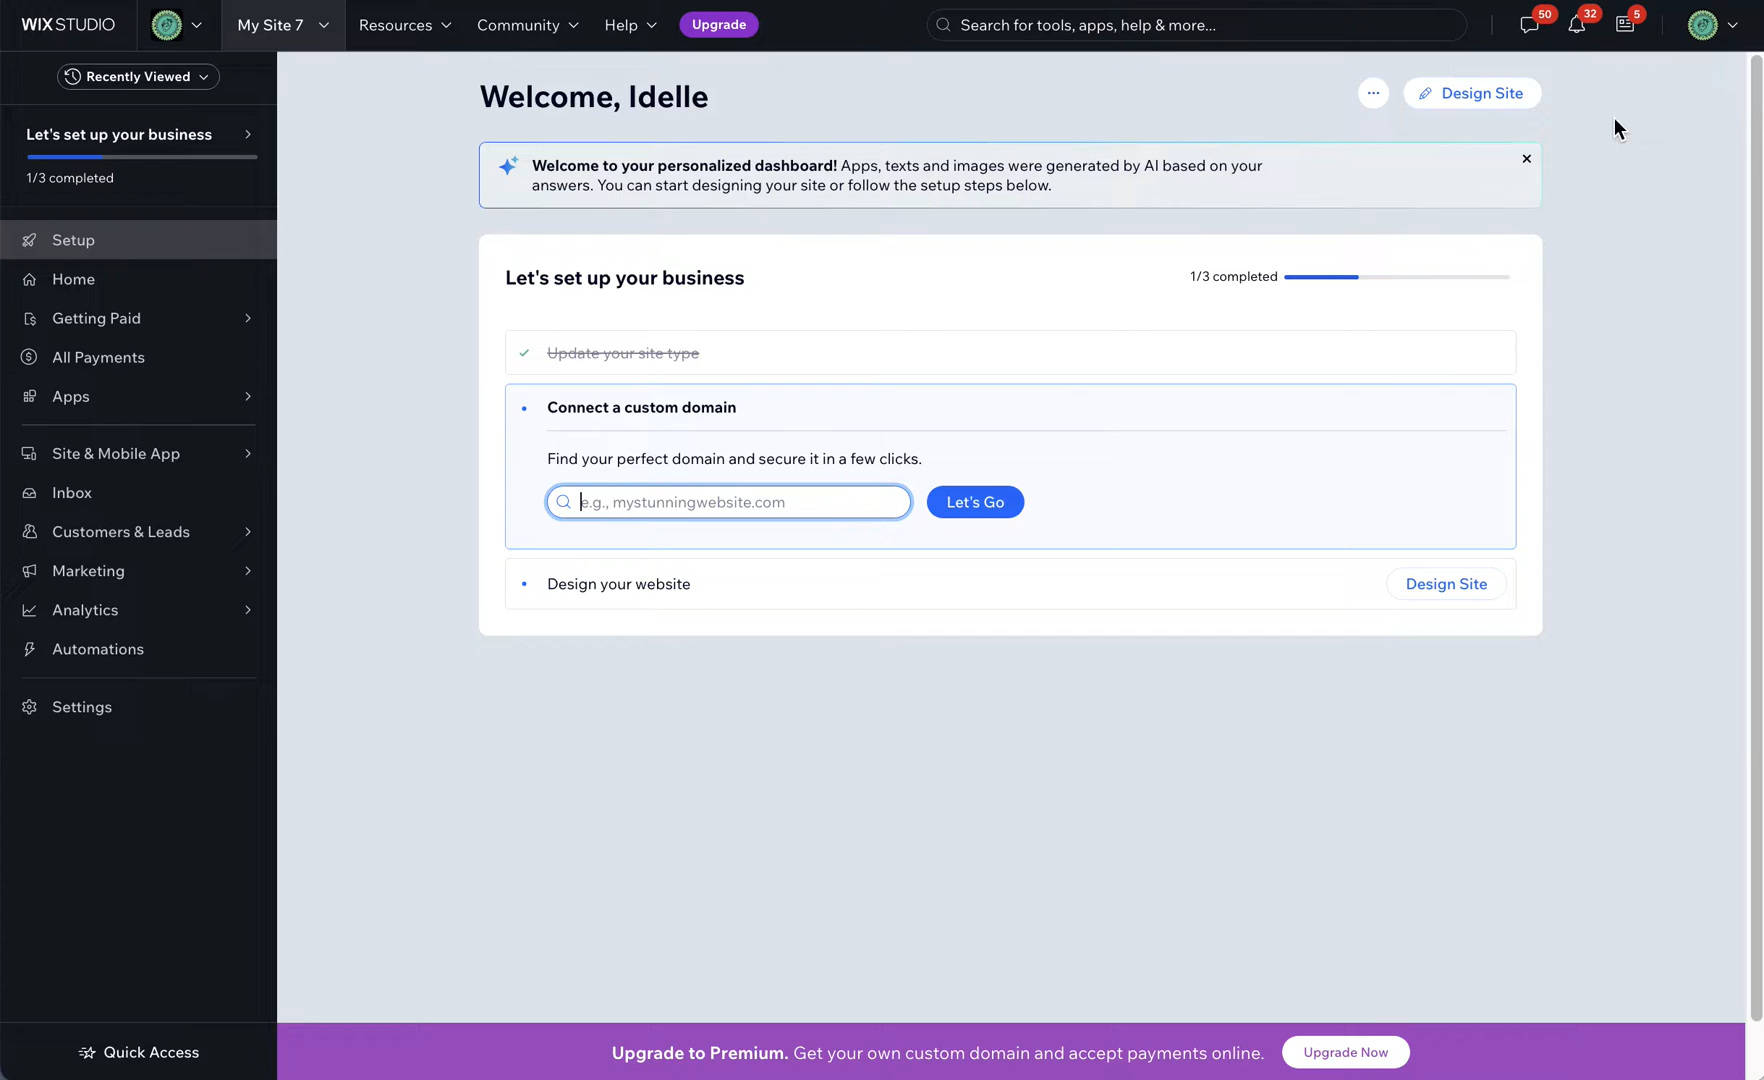 WIX STUDIO
My Site 7
Resources
Community
Help
Upgrade
Search for tools, apps, help & more...
50
32
5
Recently Viewed
Let's set up your business
1/3 completed
Setup
Home
Getting Paid
All Payments
Apps
Site & Mobile App
Inbox
Customers & Leads
Marketing
Analytics
Automations
Settings
Quick Access
Welcome, Idelle
Design Site
Welcome to your personalized dashboard! Apps, texts and images were generated by AI based on your
answers. You can start designing your site or follow the setup steps below.
Let's set up your business
1/3 completed
Update your site type
Connect a custom domain
Find your perfect domain and secure it in a few clicks.
e.g., mystunningwebsite.com
Let's Go
Design your website
Design Site
Upgrade to Premium. Get your own custom domain and accept payments online.
Upgrade Now